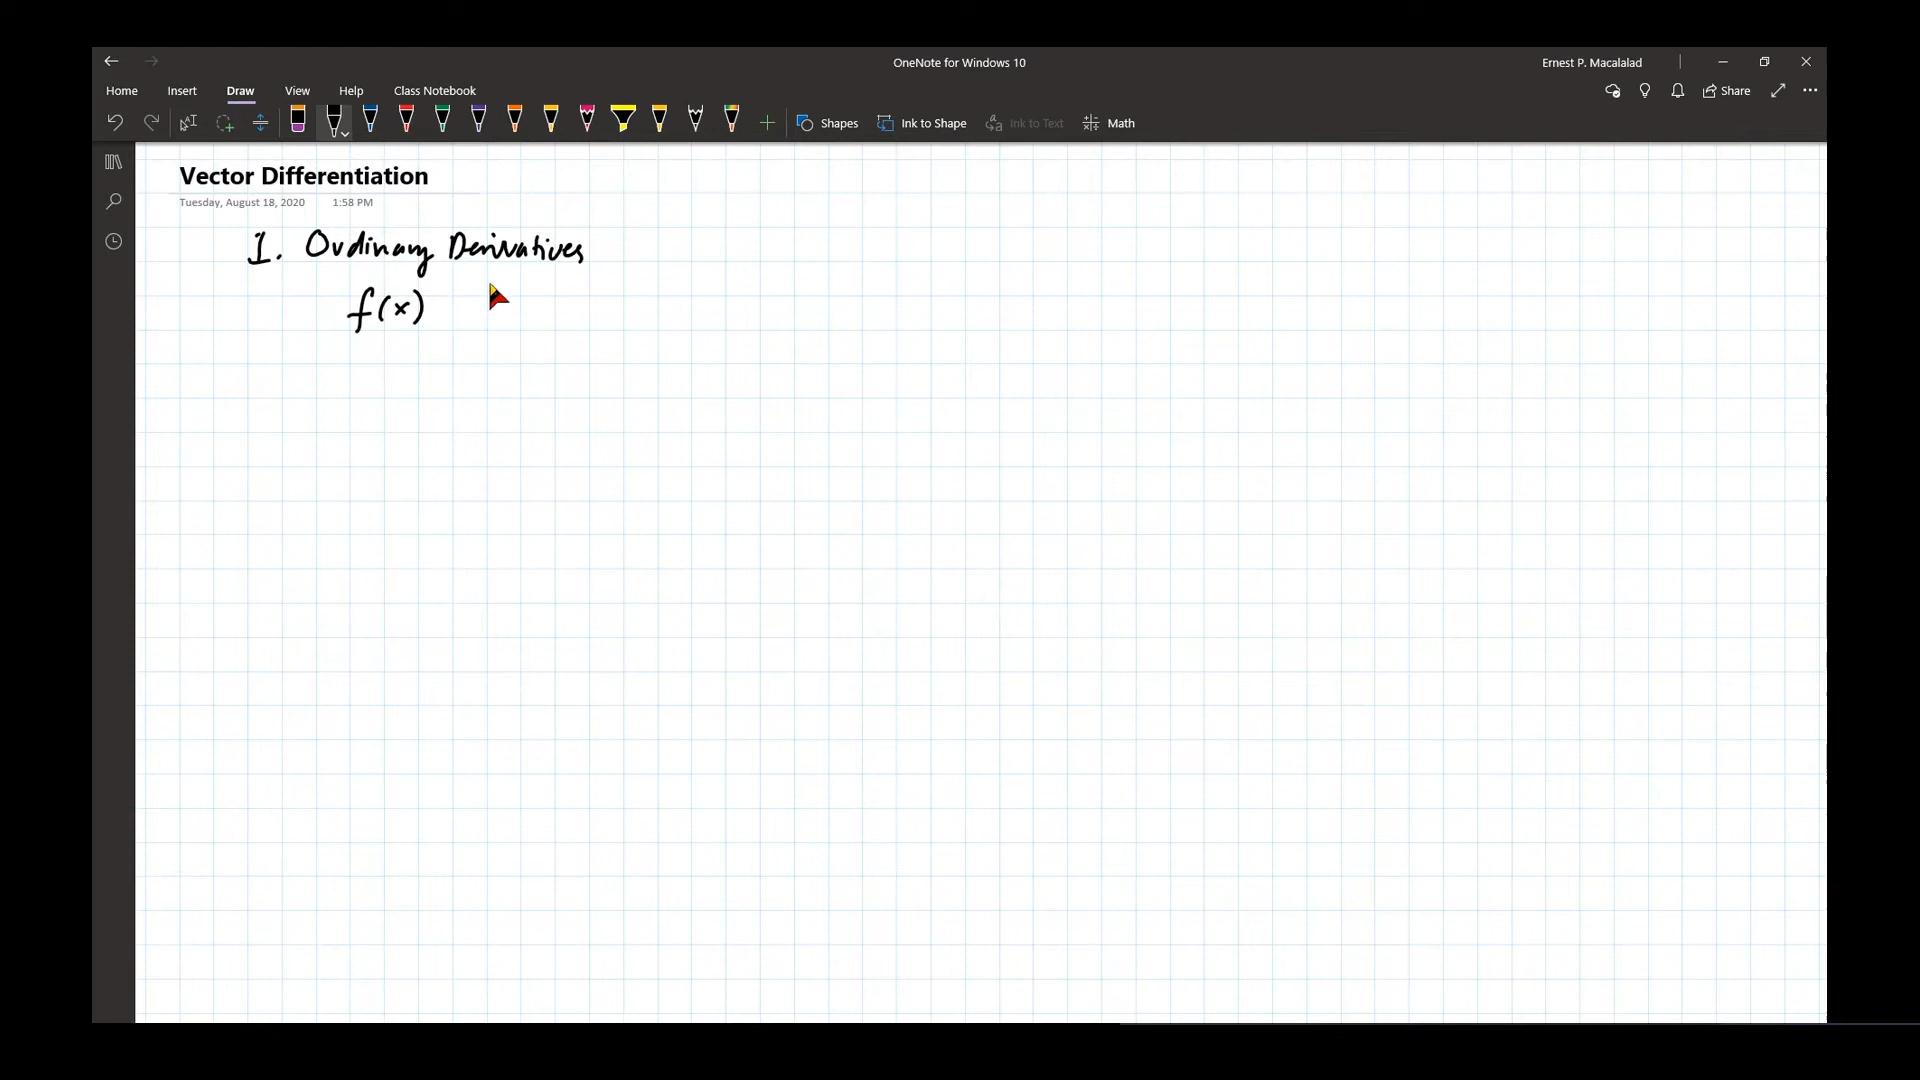 OneNote for Windows 10
Ernest P. Macalalad
Home Insert Draw View Help Class Notebook
Share
Shapes Ink to Shape Ink to Text Math
Vector Differentiation
Tuesday, August 18, 2020 1:58 PM
I. Ordinary Derivatives
f(x)